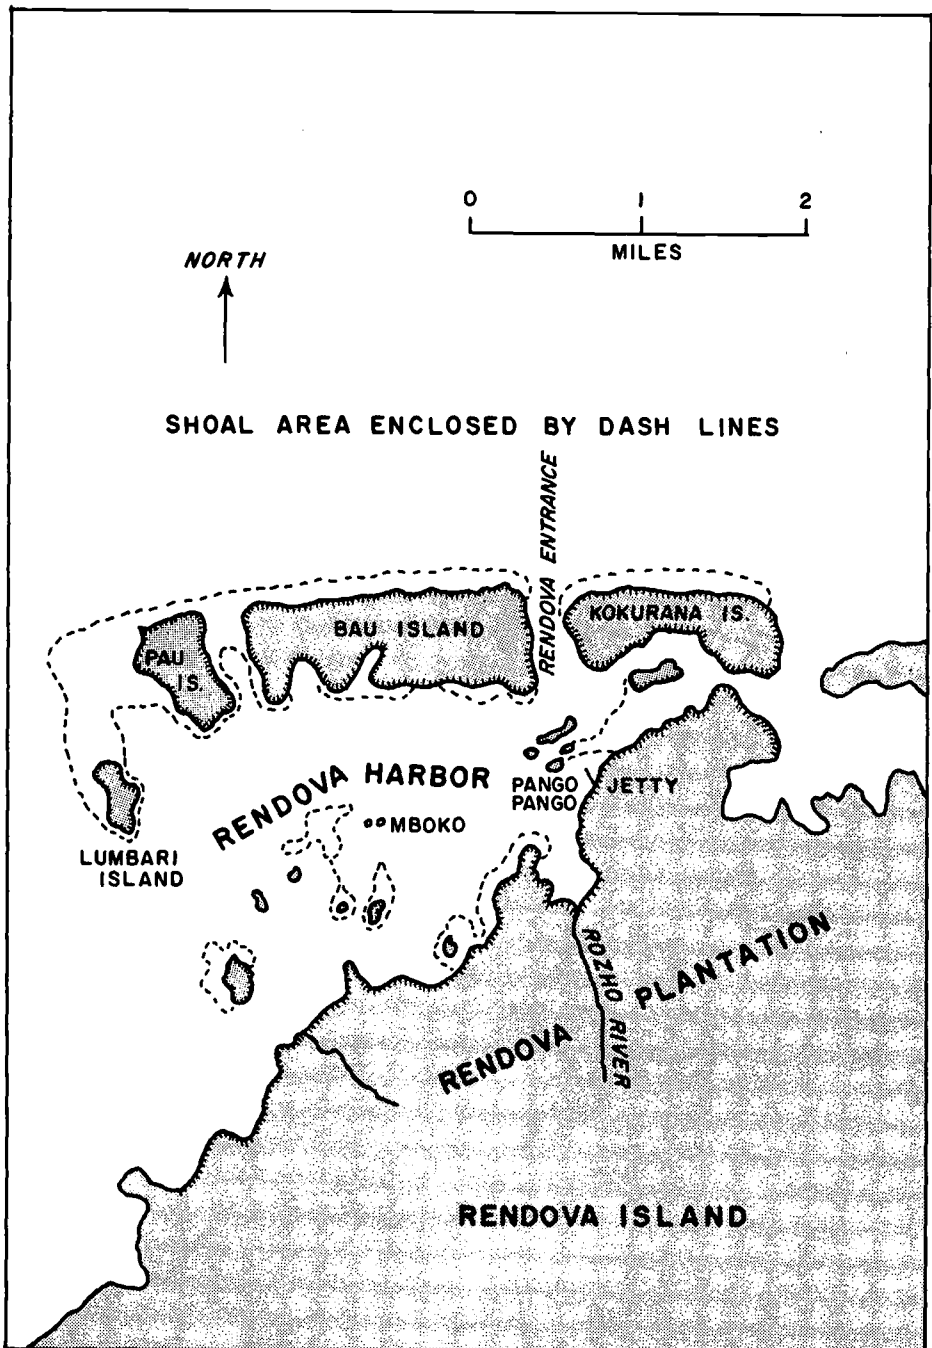 0 1 2
MILES
NORTH
SHOAL AREA ENCLOSED BY DASH LINES
RENDOVA ENTRANCE
KOKURANA IS.
BAU ISLAND
PAU
IS.
RENDOVA HARBOR
PANGO
PANGO
JETTY
MBOKO
LUMBARI
ISLAND
ROZHO RIVER
RENDOVA PLANTATION
RENDOVA ISLAND